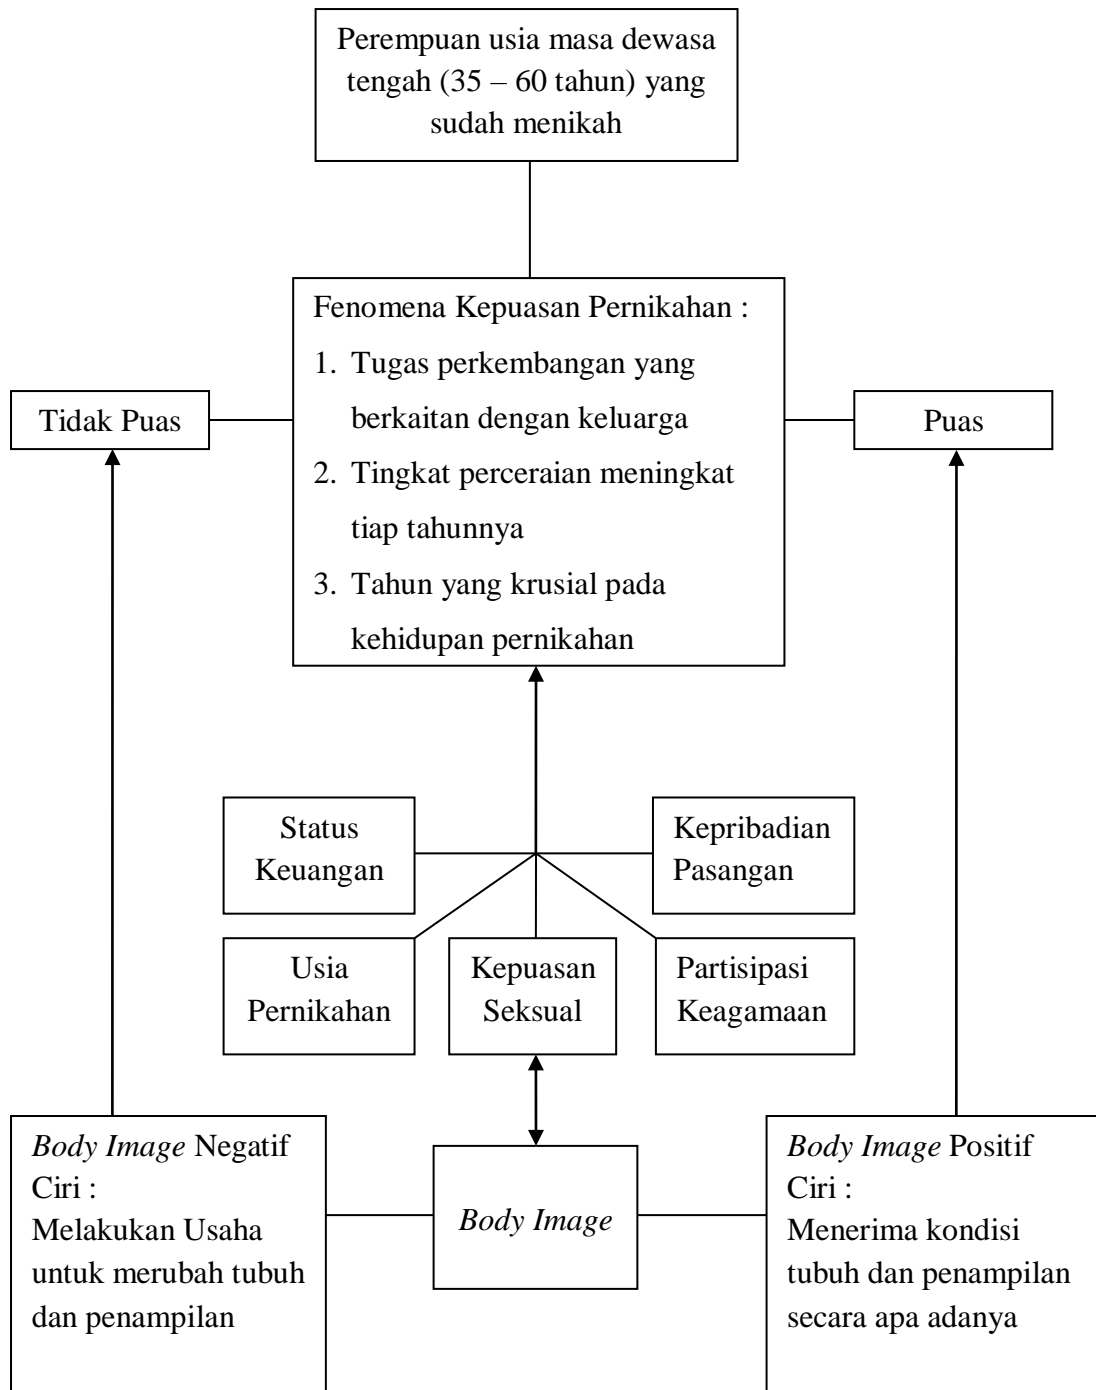 Perempuan usia masa dewasa
tengah (35 – 60 tahun) yang
sudah menikah
Fenomena Kepuasan Pernikahan :
1. Tugas perkembangan yang
berkaitan dengan keluarga
2. Tingkat perceraian meningkat
tiap tahunnya
3. Tahun yang krusial pada
kehidupan pernikahan
Tidak Puas
Puas
Status
Keuangan
Kepribadian
Pasangan
Usia
Pernikahan
Kepuasan
Seksual
Partisipasi
Keagamaan
Body Image Negatif
Ciri :
Melakukan Usaha
untuk merubah tubuh
dan penampilan
Body Image
Body Image Positif
Ciri :
Menerima kondisi
tubuh dan penampilan
secara apa adanya